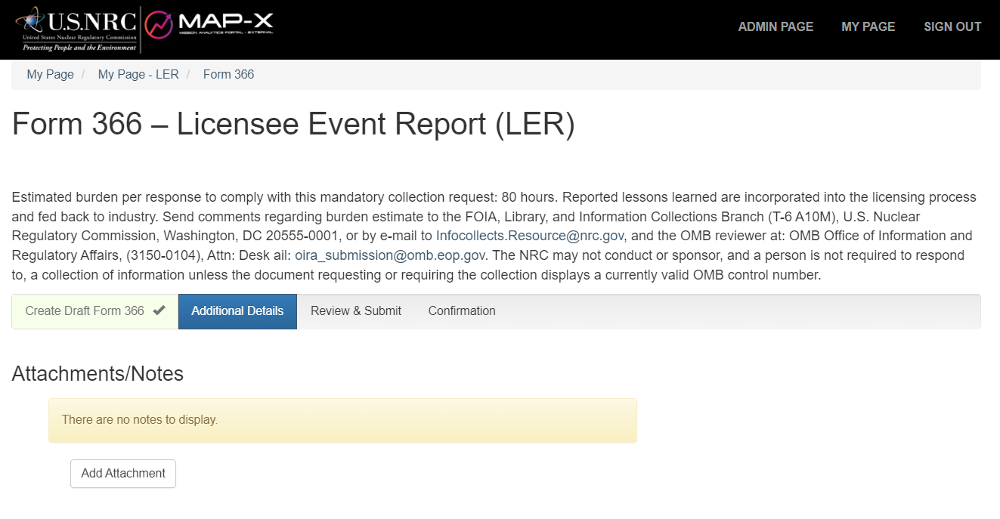 U.S.NRC
United States Nuclear Regulatory Commission
Protecting People and the Environment
MAP-X
MISSION ANALYTICS PORTAL - EXTERNAL
ADMIN PAGE MY PAGE SIGN OUT
My Page / My Page - LER / Form 366
Form 366 – Licensee Event Report (LER)
Estimated burden per response to comply with this mandatory collection request: 80 hours. Reported lessons learned are incorporated into the licensing process
and fed back to industry. Send comments regarding burden estimate to the FOIA, Library, and Information Collections Branch (T-6 A10M), U.S. Nuclear
Regulatory Commission, Washington, DC 20555-0001, or by e-mail to Infocollects.Resource@nrc.gov, and the OMB reviewer at: OMB Office of Information and
Regulatory Affairs, (3150-0104), Attn: Desk ail: oira_submission@omb.eop.gov. The NRC may not conduct or sponsor, and a person is not required to respond
to, a collection of information unless the document requesting or requiring the collection displays a currently valid OMB control number.
Create Draft Form 366 ✔ Additional Details Review & Submit Confirmation
Attachments/Notes
There are no notes to display.
Add Attachment